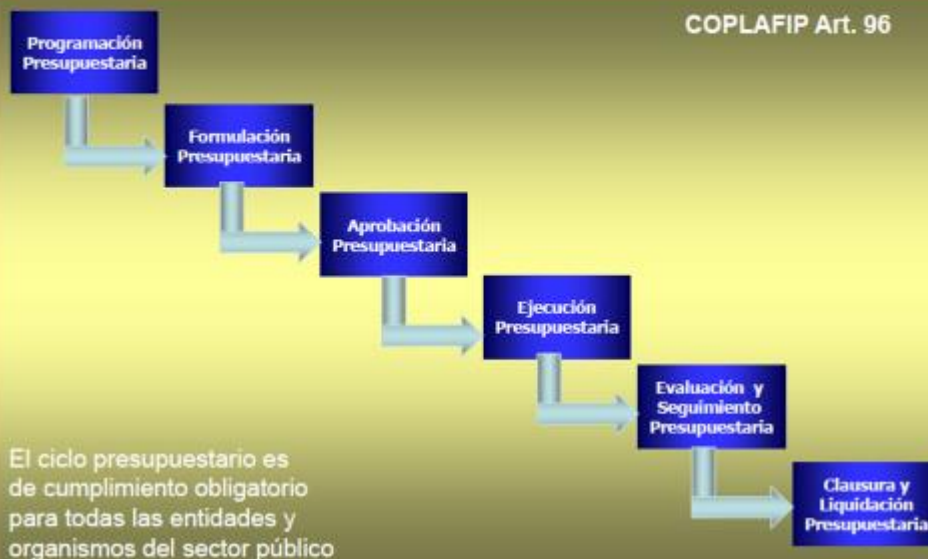 COPLAFIP Art. 96
Programación
Presupuestaria
Formulación
Presupuestaria
Aprobación
Presupuestaria
Ejecución
Presupuestaria
Evaluación y
Seguimiento
Presupuestaria
Clausura y
Liquidación
Presupuestaria
El ciclo presupuestario es
de cumplimiento obligatorio
para todas las entidades y
organismos del sector público